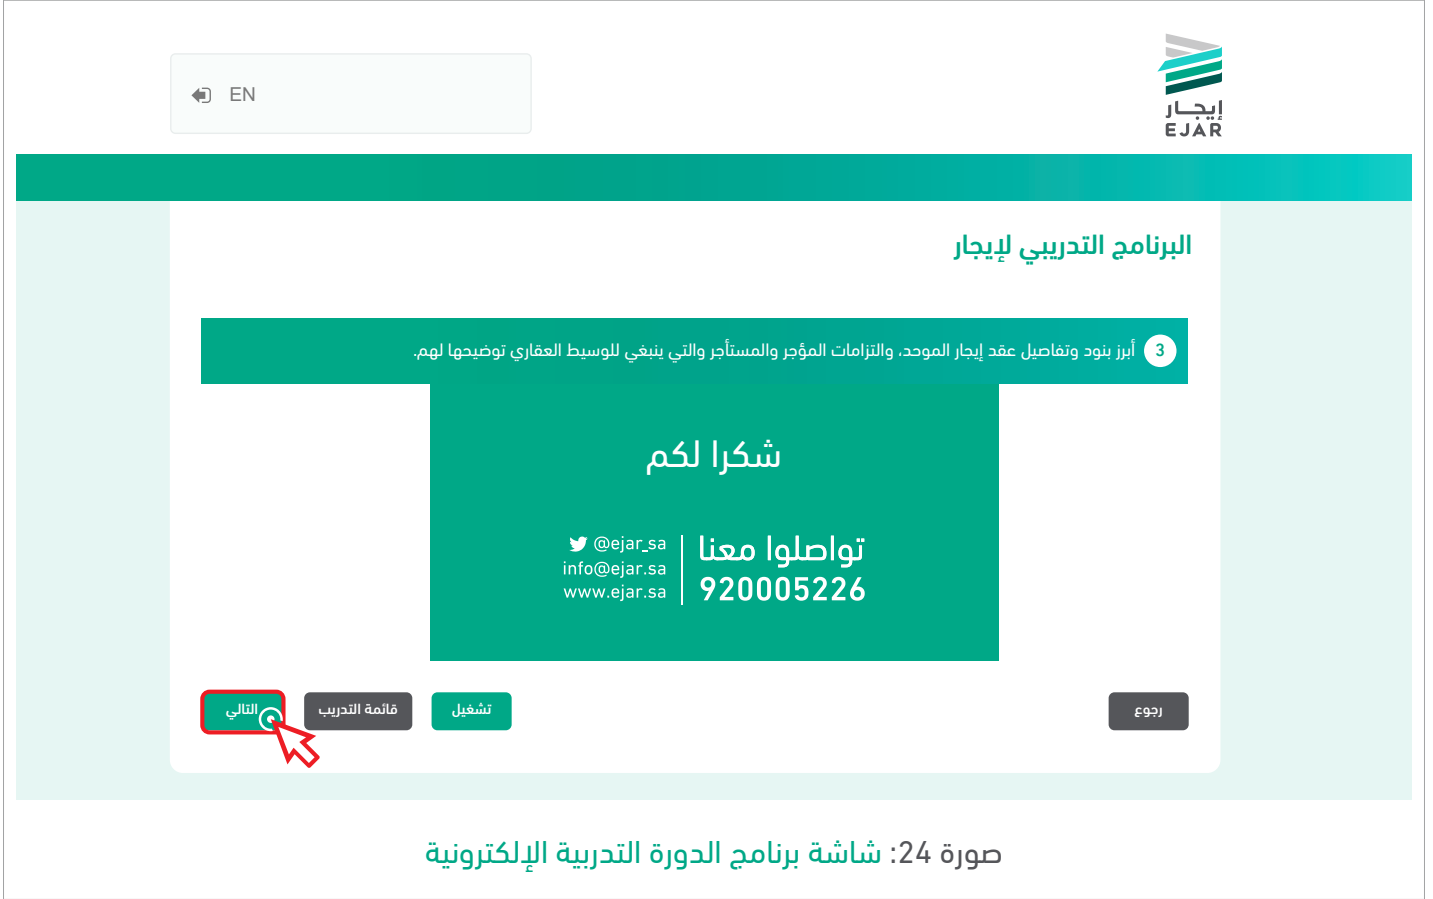 إيجـار
EJAR
EN
البرنامج التدريبي لإيجار
3 أبرز بنود وتفاصيل عقد إيجار الموحد، والتزامات المؤجر والمستأجر والتي ينبغي للوسيط العقاري توضيحها لهم.
شكرا لكم
تواصلوا معنا
920005226
@ejar_sa
info@ejar.sa
www.ejar.sa
رجوع
تشغيل
قائمة التدريب
التالي
صورة 24: شاشة برنامج الدورة التدربية الإلكترونية